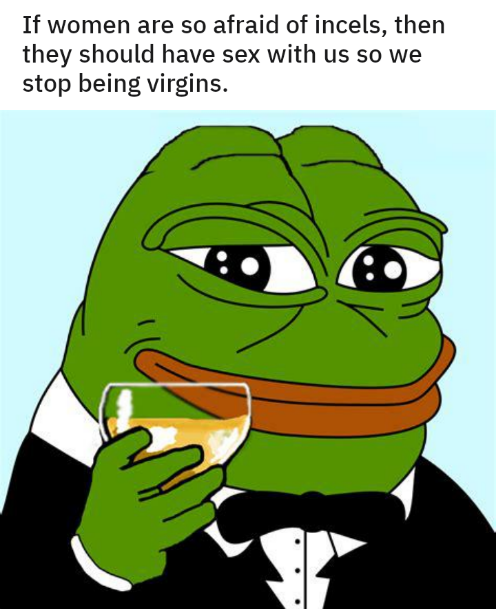 If women are so afraid of incels, then
they should have sex with us so we
stop being virgins.